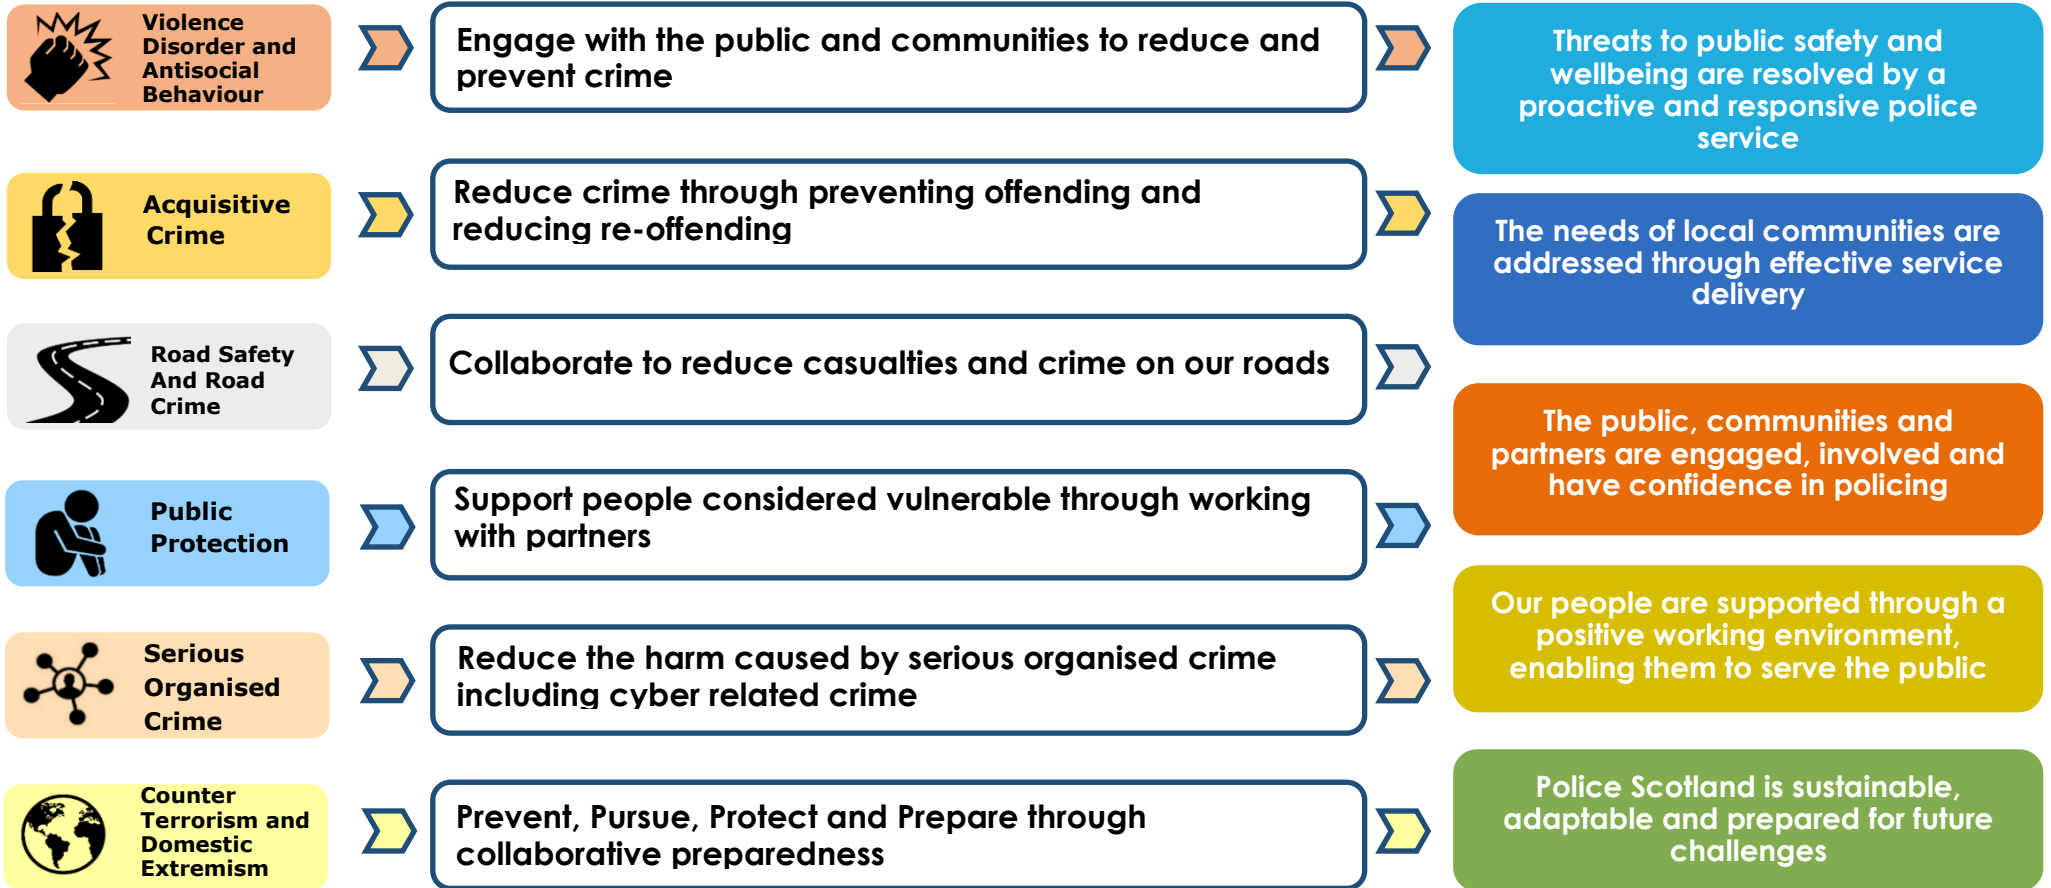 Violence
Disorder and
Antisocial
Behaviour
Engage with the public and communities to reduce and
prevent crime
Threats to public safety and
wellbeing are resolved by a
proactive and responsive police
service
Acquisitive
Crime
Reduce crime through preventing offending and
reducing re-offending
The needs of local communities are
addressed through effective service
delivery
Road Safety
And Road
Crime
Collaborate to reduce casualties and crime on our roads
The public, communities and
partners are engaged, involved and
have confidence in policing
Public
Protection
Support people considered vulnerable through working
with partners
Our people are supported through a
positive working environment,
enabling them to serve the public
Serious
Organised
Crime
Reduce the harm caused by serious organised crime
including cyber related crime
Counter
Terrorism and
Domestic
Extremism
Prevent, Pursue, Protect and Prepare through
collaborative preparedness
Police Scotland is sustainable,
adaptable and prepared for future
challenges